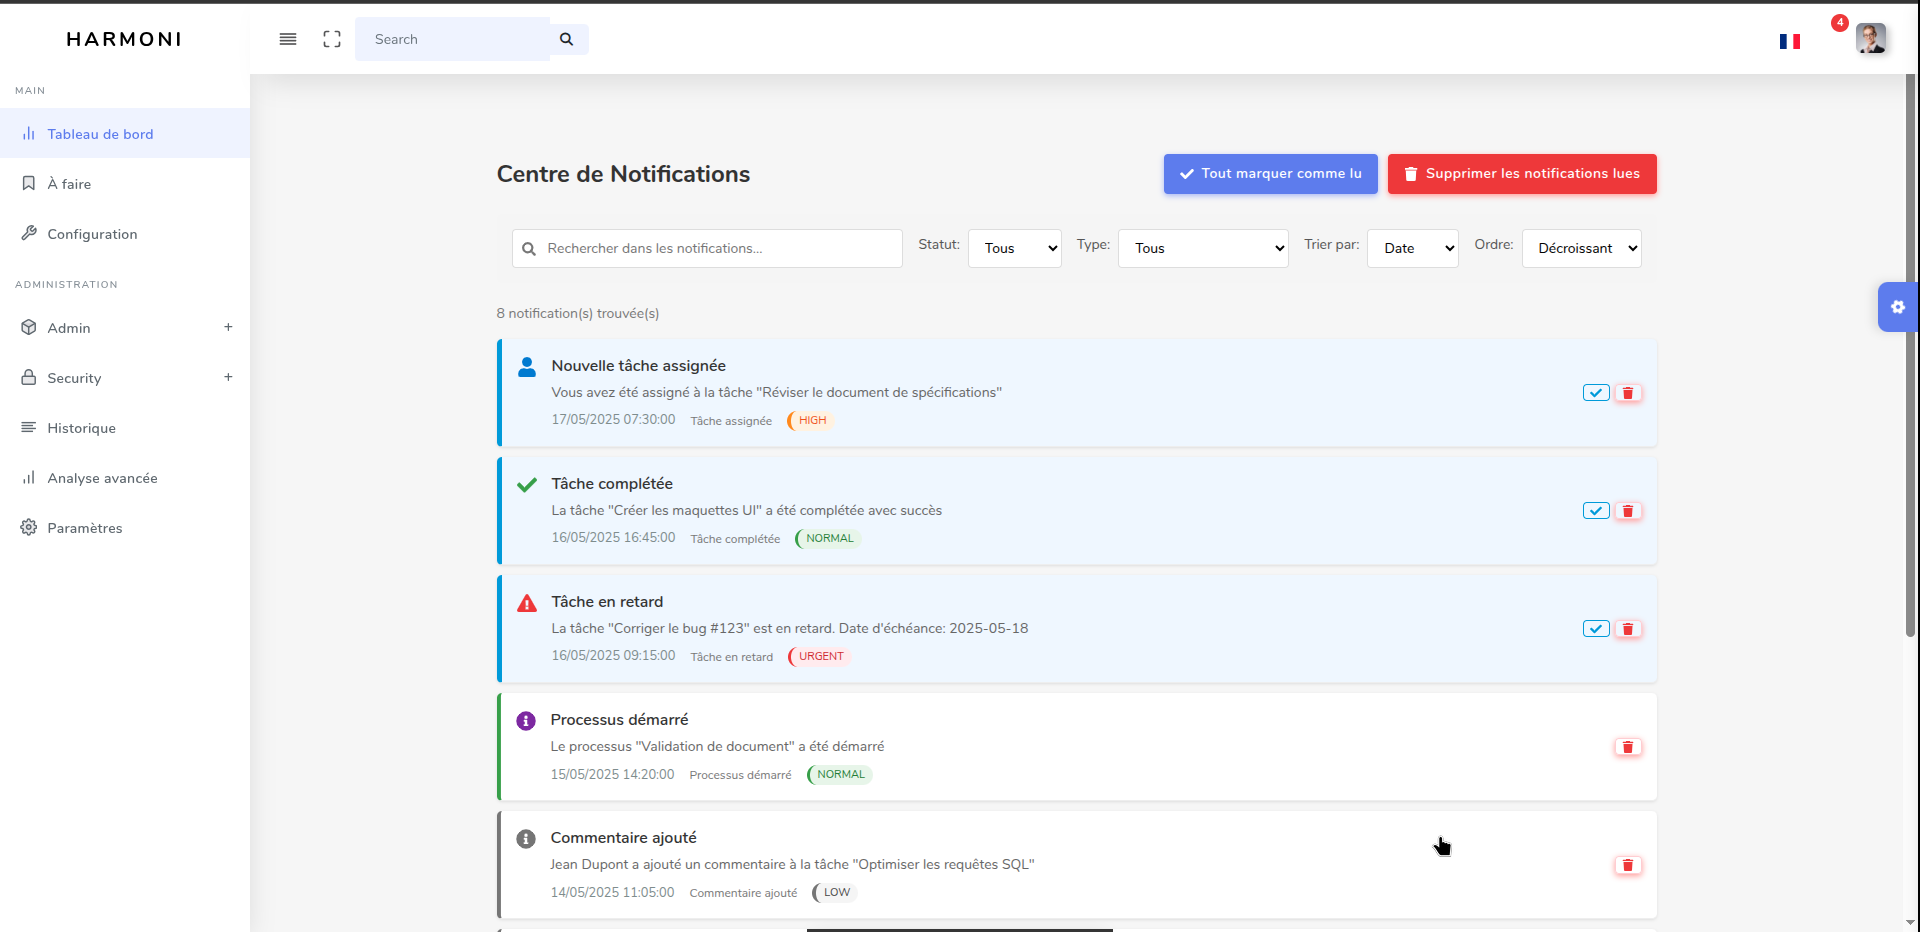 HARMONI
Search
4
MAIN
Tableau de bord
À faire
Configuration
ADMINISTRATION
Admin +
Security +
Historique
Analyse avancée
Paramètres
Centre de Notifications
Tout marquer comme lu
Supprimer les notifications lues
Rechercher dans les notifications...
Statut: Tous
Type: Tous
Trier par: Date
Ordre: Décroissant
8 notification(s) trouvée(s)
Nouvelle tâche assignée
Vous avez été assigné à la tâche "Réviser le document de spécifications"
17/05/2025 07:30:00 Tâche assignée HIGH
Tâche complétée
La tâche "Créer les maquettes UI" a été complétée avec succès
16/05/2025 16:45:00 Tâche complétée NORMAL
Tâche en retard
La tâche "Corriger le bug #123" est en retard. Date d'échéance: 2025-05-18
16/05/2025 09:15:00 Tâche en retard URGENT
Processus démarré
Le processus "Validation de document" a été démarré
15/05/2025 14:20:00 Processus démarré NORMAL
Commentaire ajouté
Jean Dupont a ajouté un commentaire à la tâche "Optimiser les requêtes SQL"
14/05/2025 11:05:00 Commentaire ajouté LOW